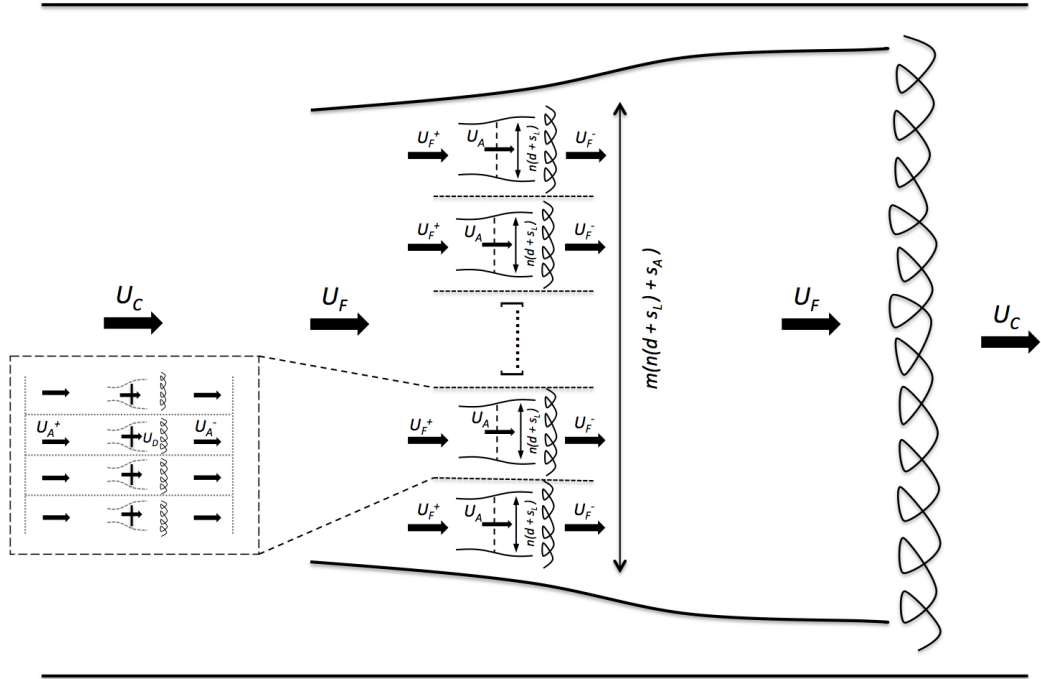 U_F^+ U_A n(d + s_L) U_F^-
U_F^+ U_A n(d + s_L) U_F^-
U_C U_F U_F U_C
m(n(d + s_L) + s_A)
U_A^+ U_D U_A^-
U_F^+ U_A n(d + s_L) U_F^-
U_F^+ U_A n(d + s_L) U_F^-